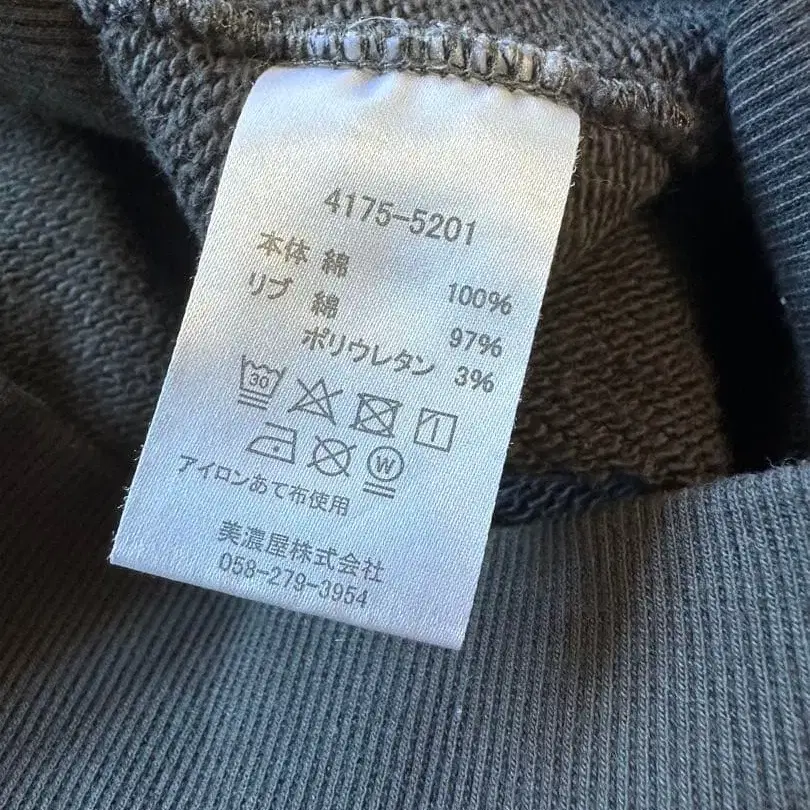 4175-5201
本体 綿 100%
リブ 綿 97%
ポリウレタン 3%
30
W
アイロンあて布使用
美濃屋株式会社
058-279-3954